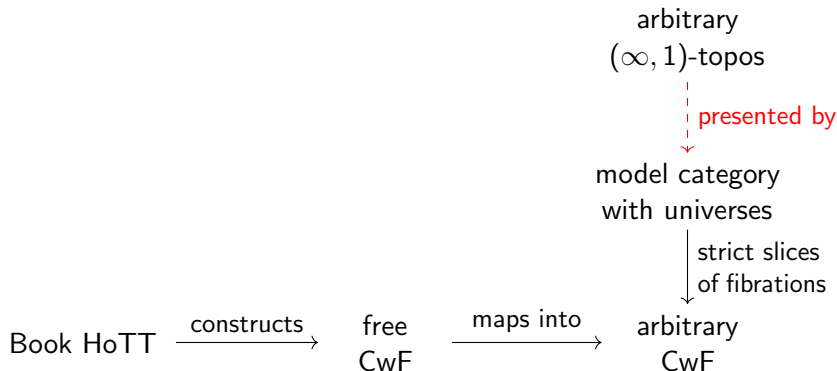 arbitrary
(∞, 1)-topos
presented by
model category
with universes
strict slices
of fibrations
Book HoTT
constructs
free
CwF
maps into
arbitrary
CwF